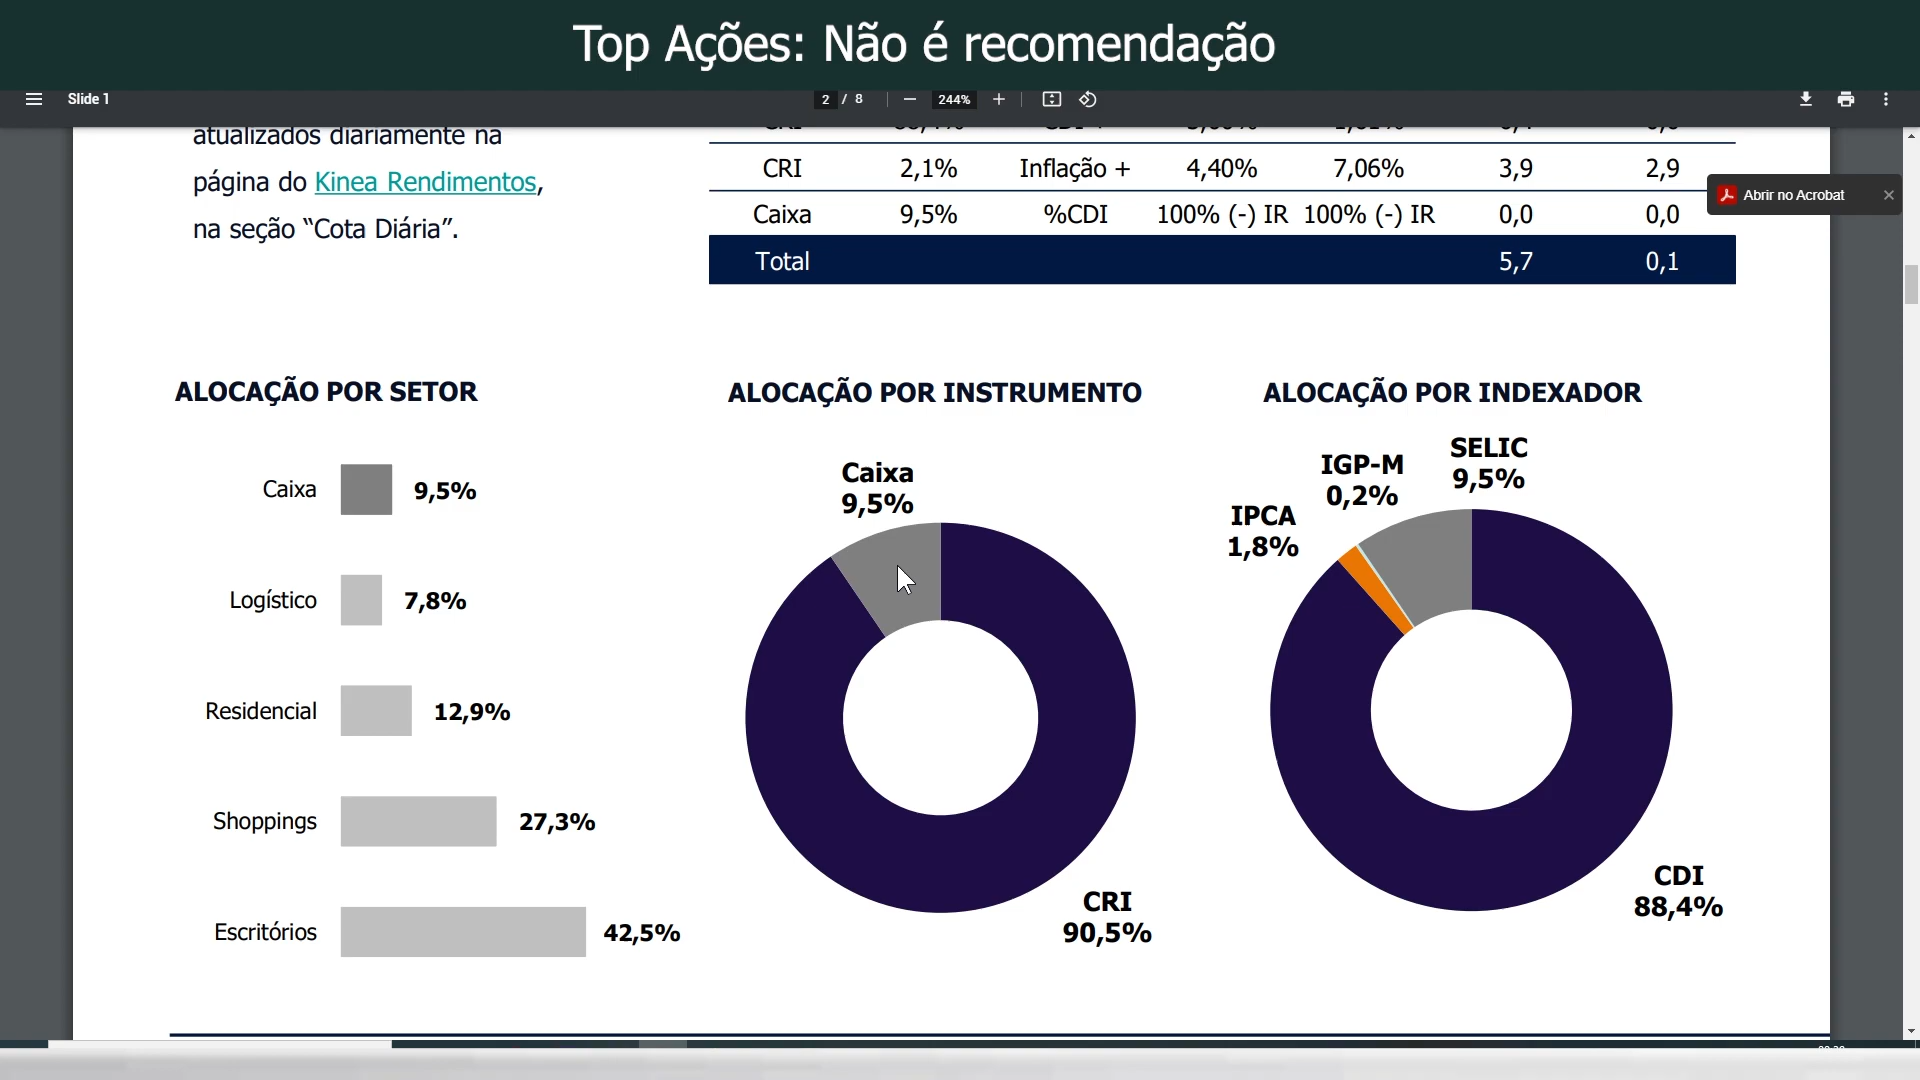 Top Ações: Não é recomendação
Slide 1
2 / 8
244%
atualizados diariamente na
página do Kinea Rendimentos,
na seção “Cota Diária”.
CRI 2,1% Inflação + 4,40% 7,06% 3,9 2,9
Caixa 9,5% %CDI 100% (-) IR 100% (-) IR 0,0 0,0
Total 5,7 0,1
Abrir no Acrobat
ALOCAÇÃO POR SETOR
Caixa 9,5%
Logístico 7,8%
Residencial 12,9%
Shoppings 27,3%
Escritórios 42,5%
ALOCAÇÃO POR INSTRUMENTO
Caixa
9,5%
CRI
90,5%
ALOCAÇÃO POR INDEXADOR
SELIC
9,5%
IGP-M
0,2%
IPCA
1,8%
CDI
88,4%